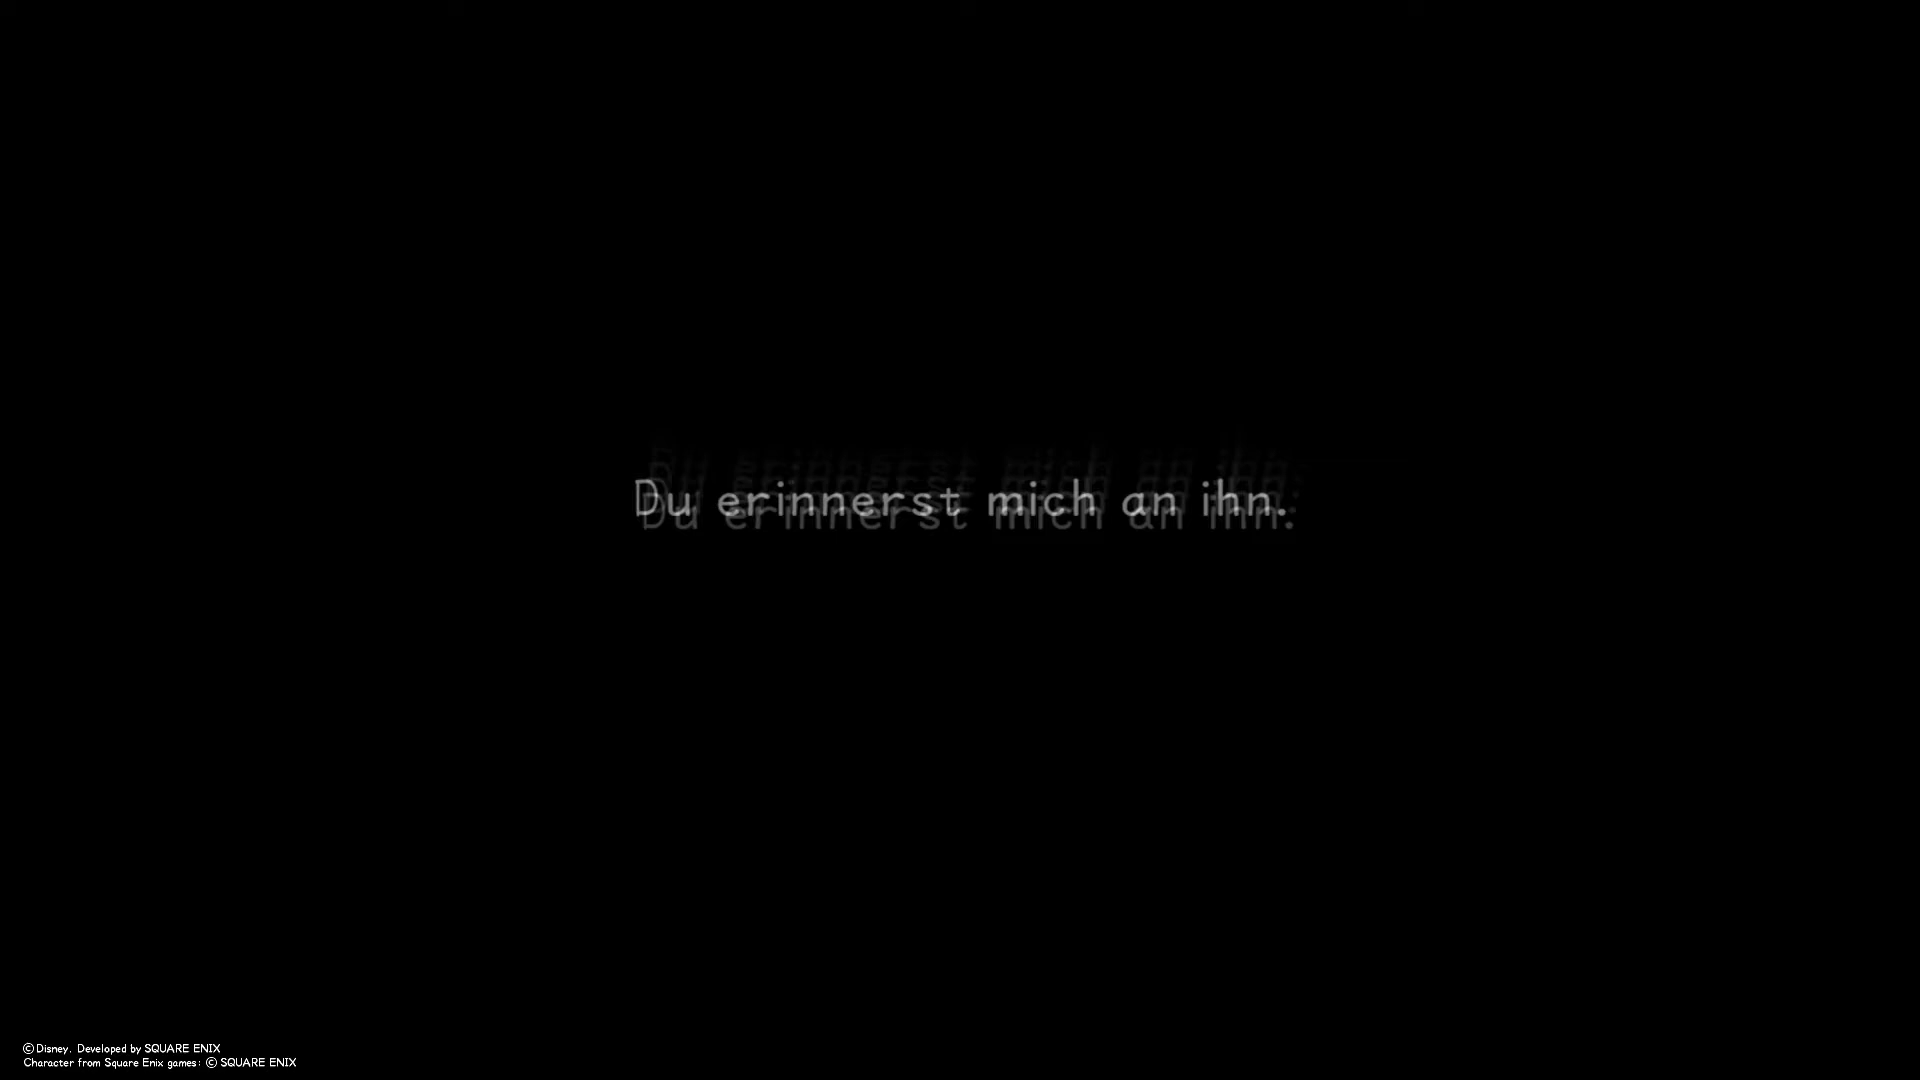 Du erinnerst mich an ihn.
© Disney. Developed by SQUARE ENIX
Character from Square Enix games: © SQUARE ENIX